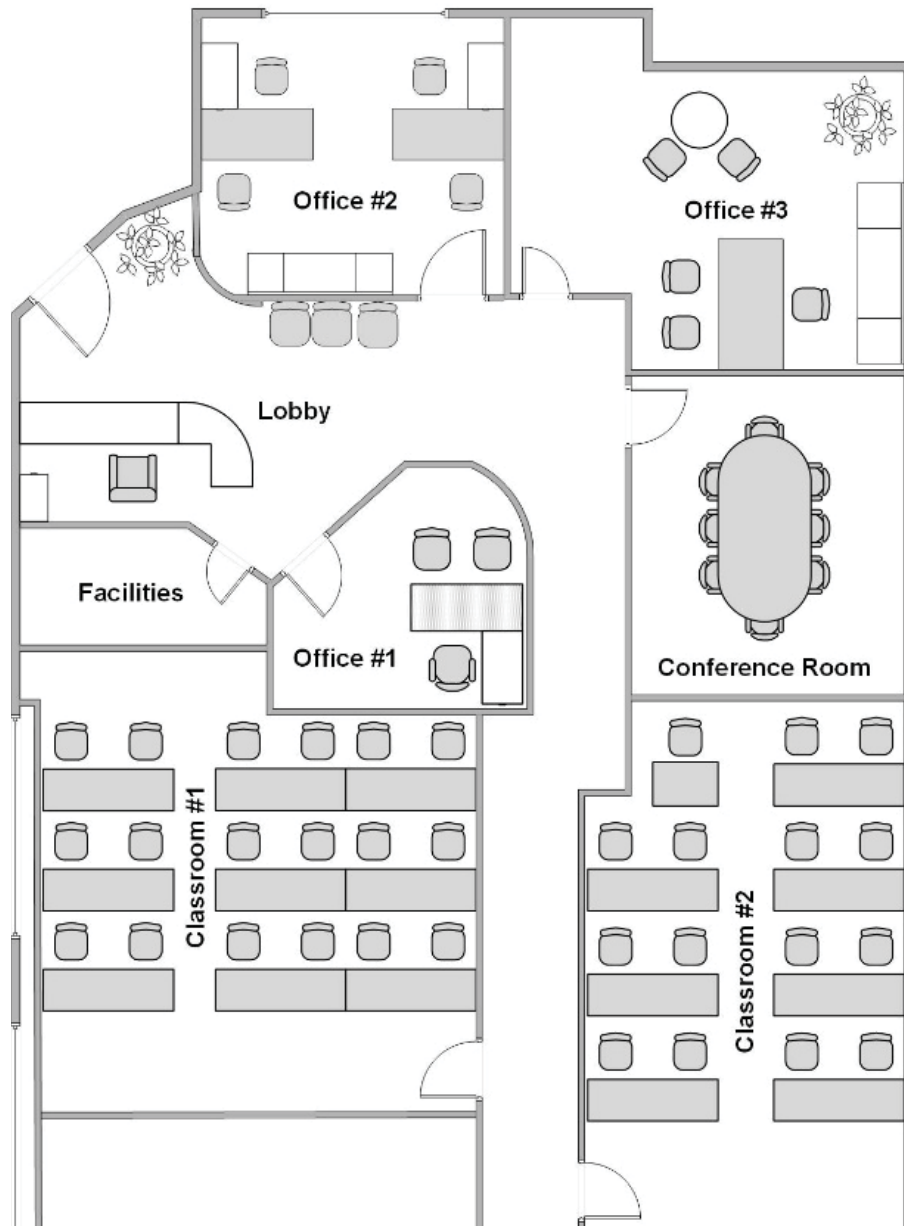 Office #2
Office #3
Lobby
Facilities
Office #1
Conference Room
Classroom #1
Classroom #2